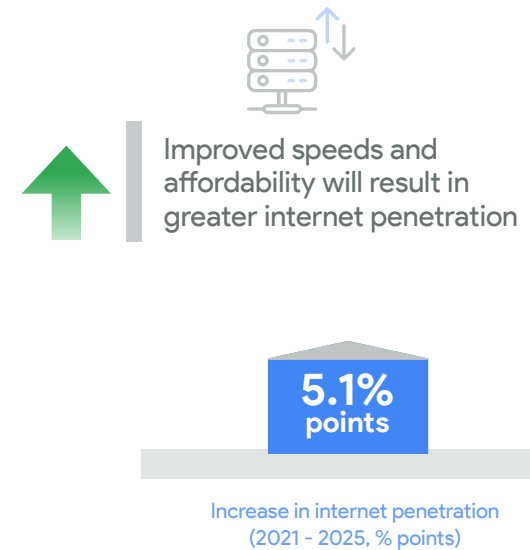 Improved speeds and
affordability will result in
greater internet penetration
5.1%
points
Increase in internet penetration
(2021 - 2025, % points)